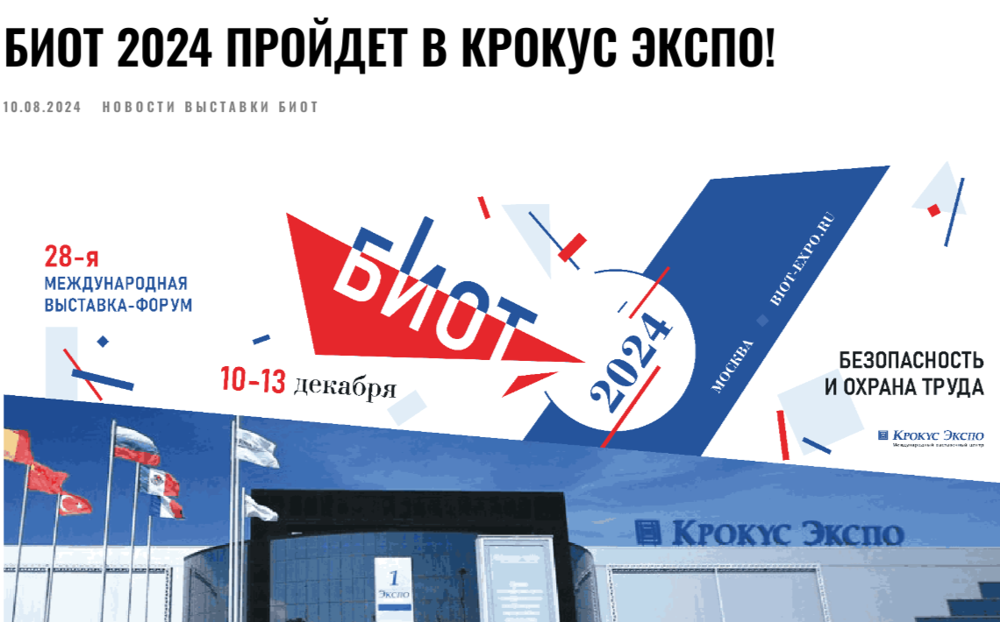 БИОТ 2024 ПРОЙДЕТ В КРОКУС ЭКСПО!
10.08.2024 НОВОСТИ ВЫСТАВКИ БИОТ
28-я
МЕЖДУНАРОДНАЯ
ВЫСТАВКА-ФОРУМ
БИОТ
10-13 декабря
2024
МОСКВА
BIOT-EXPO.RU
БЕЗОПАСНОСТЬ
И ОХРАНА ТРУДА
КРОКУС ЭКСПО
Международный выставочный центр
КРОКУС ЭКСПО
1
ЭКСПО